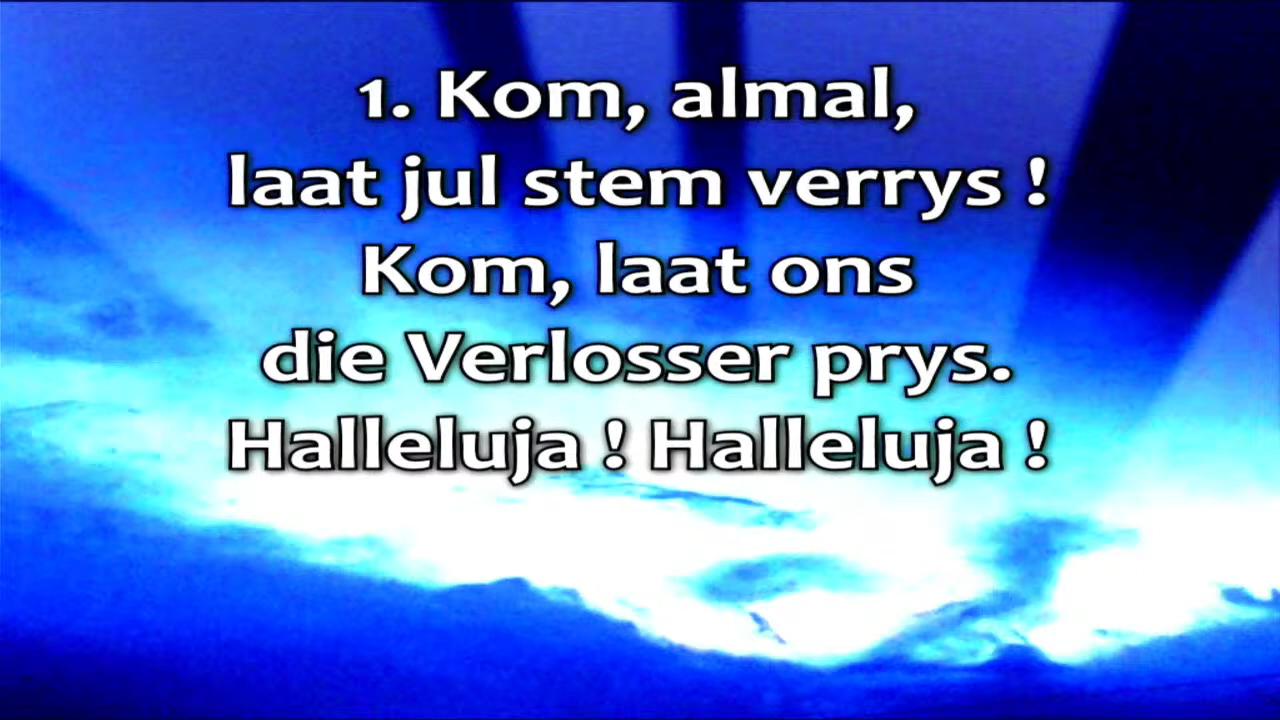 1. Kom, almal,
laat jul stem verrys !
Kom, laat ons
die Verlosser prys.
Halleluja ! Halleluja !